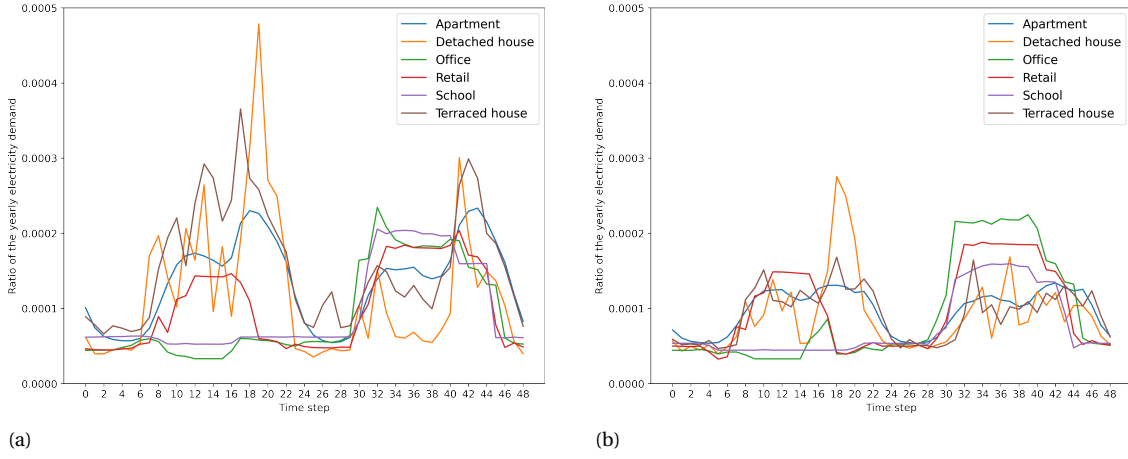 0.0005
0.0004
0.0003
0.0002
0.0001
0.0000
Ratio of the yearly electricity demand
Apartment
Detached house
Office
Retail
School
Terraced house
0 2 4 6 8 10 12 14 16 18 20 22 24 26 28 30 32 34 36 38 40 42 44 46 48
Time step
(a)
0.0005
0.0004
0.0003
0.0002
0.0001
0.0000
Ratio of the yearly electricity demand
Apartment
Detached house
Office
Retail
School
Terraced house
0 2 4 6 8 10 12 14 16 18 20 22 24 26 28 30 32 34 36 38 40 42 44 46 48
Time step
(b)